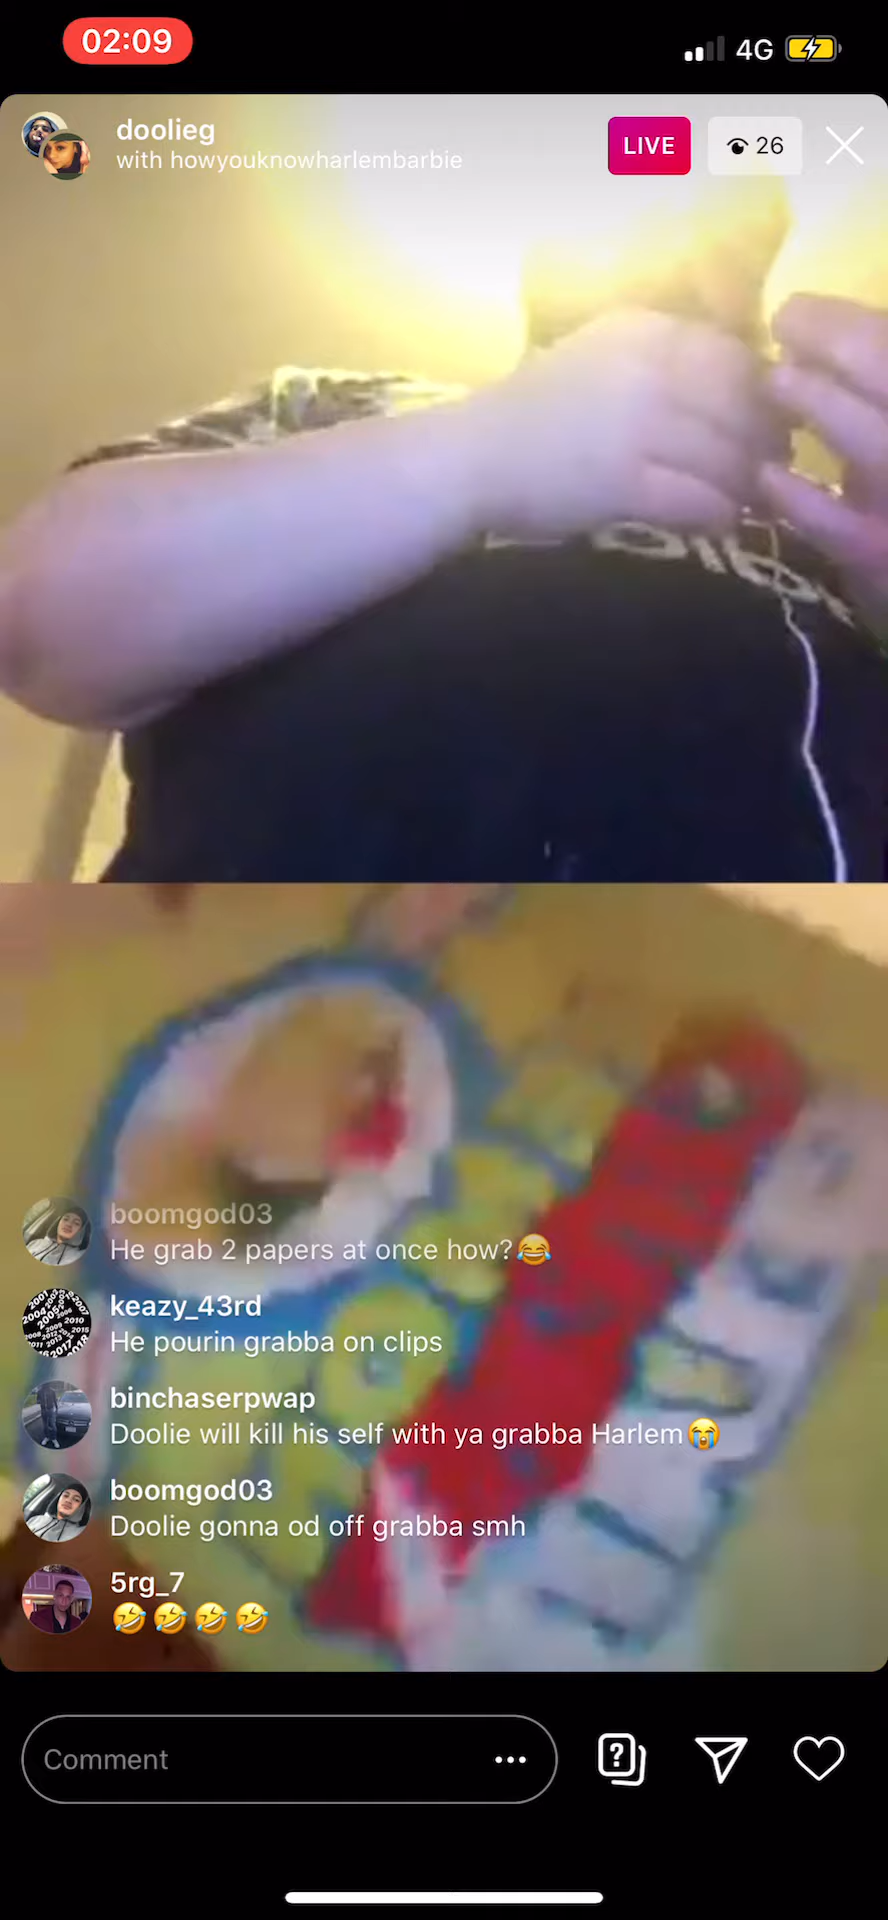 02:09
4G
doolieg
with howyouknowharlembarbie
LIVE
26
boomgod03
He grab 2 papers at once how?😂
keazy_43rd
He pourin grabba on clips
binchaserpwap
Doolie will kill his self with ya grabba Harlem😭
boomgod03
Doolie gonna od off grabba smh
5rg_7
🤣🤣🤣🤣
Comment